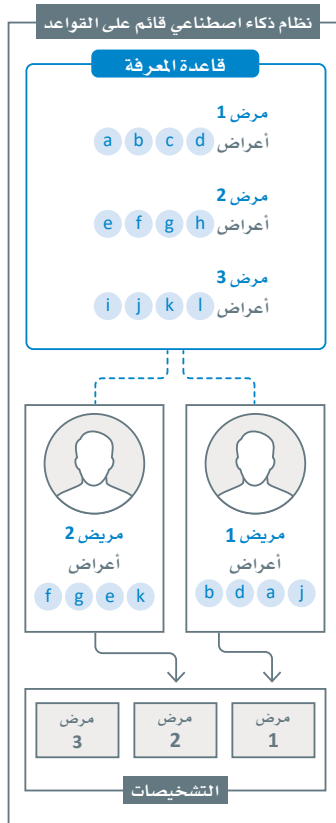 نظام ذكاء اصطناعي قائم على القواعد
قاعدة المعرفة
مرض 1
أعراض a b c d
مرض 2
أعراض e f g h
مرض 3
أعراض i j k l
مريض 1
أعراض
b d a j
مريض 2
أعراض
f g e k
مرض 1
مرض 2
مرض 3
التشخيصات